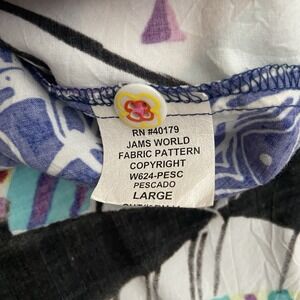 RN #40179
JAMS WORLD
FABRIC PATTERN
COPYRIGHT
W624-PESC
PESCADO
LARGE